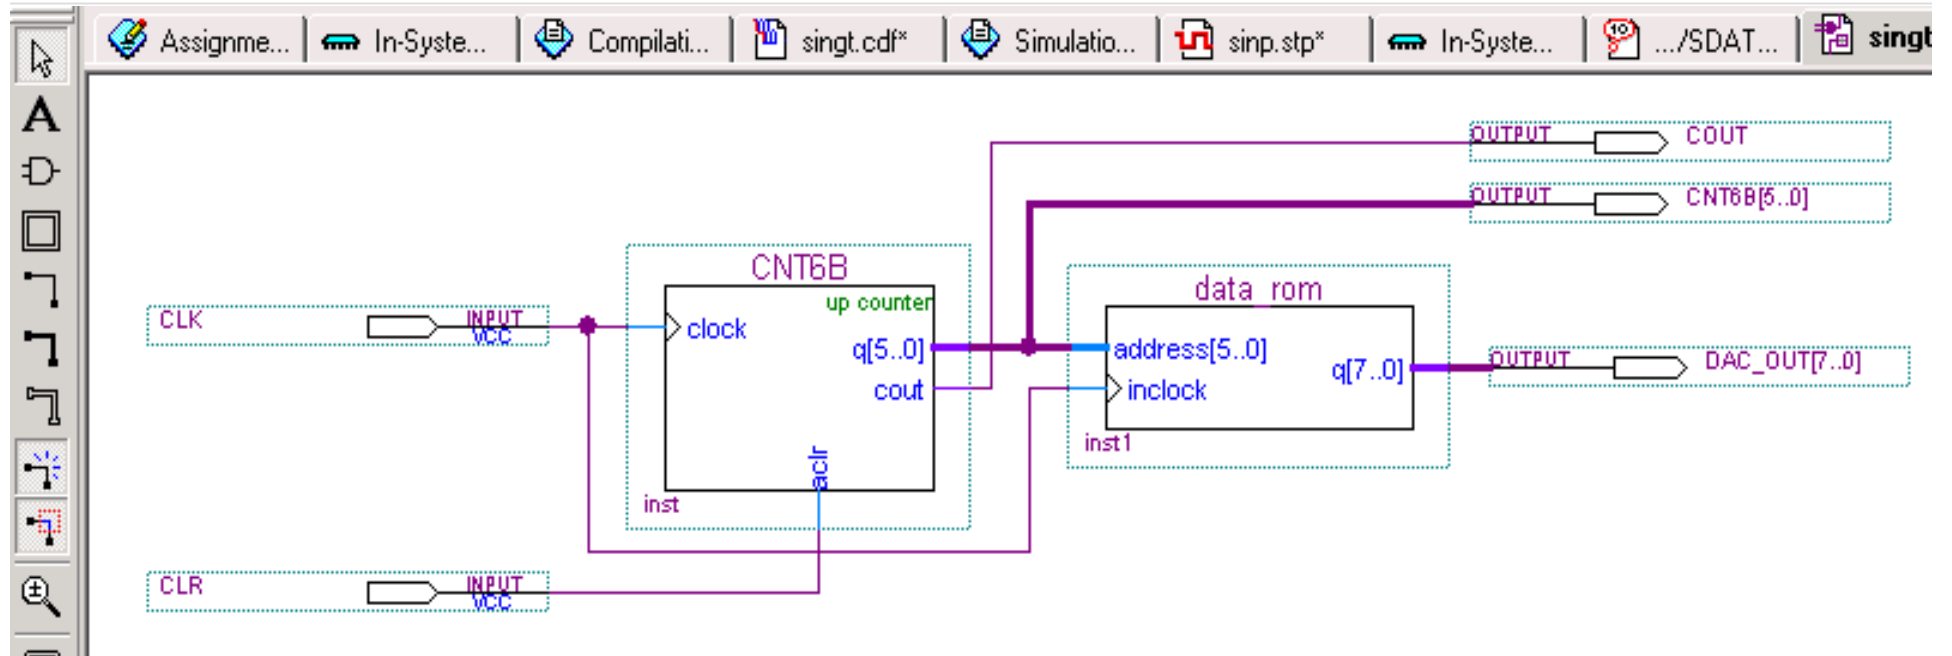 Assignme... In-Syste... Compilati... singt.cdf* Simulatio... sinp.stp* In-Syste... .../SDAT... singt
A
OUTPUT COUT
OUTPUT CNT6B[5..0]
CNT6B
up counter
CLK INPUT
VCC
clock
q[5..0]
cout
aclr
inst
data_rom
address[5..0]
inclock
q[7..0]
inst1
OUTPUT DAC_OUT[7..0]
CLR INPUT
VCC